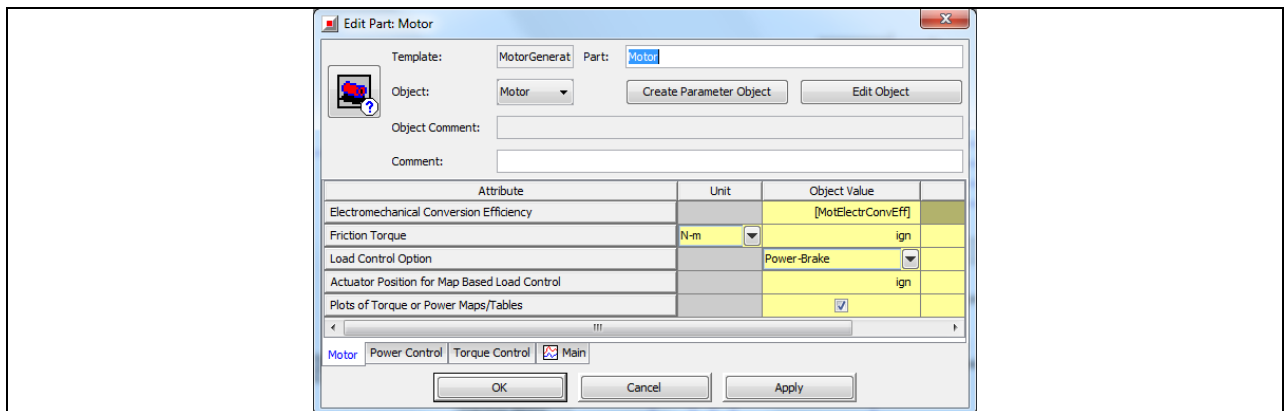 Edit Part: Motor
Template: MotorGenerat Part: Motor
Object: Motor Create Parameter Object Edit Object
Object Comment:
Comment:
Attribute Unit Object Value
Electromechanical Conversion Efficiency [MotElectrConvEff]
Friction Torque N-m ign
Load Control Option Power-Brake
Actuator Position for Map Based Load Control ign
Plots of Torque or Power Maps/Tables
Motor Power Control Torque Control Main
OK Cancel Apply